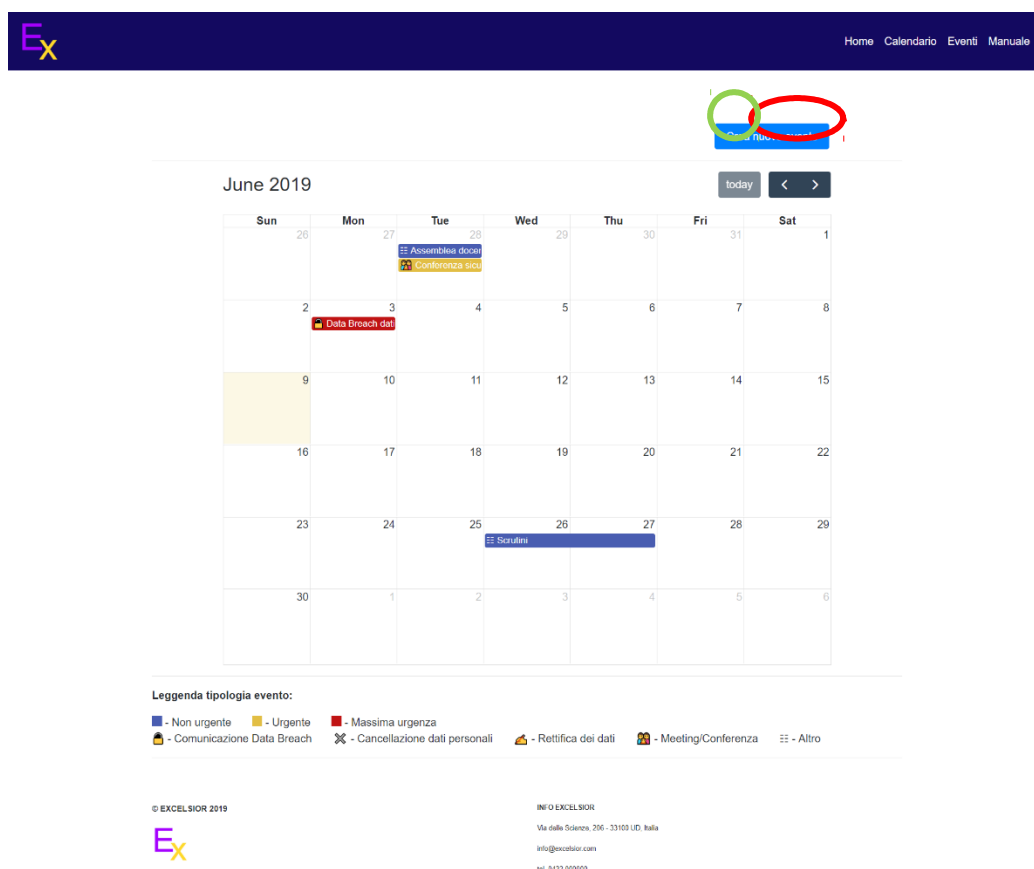 Ex
Home Calendario Eventi Manuale
June 2019
today
Sun Mon Tue Wed Thu Fri Sat
26 27 28 29 30 31 1
Assemblea docer
Conferenza sicu
2 3 4 5 6 7 8
Data Breach dati
9 10 11 12 13 14 15
16 17 18 19 20 21 22
23 24 25 26 27 28 29
Scrutini
30 1 2 3 4 5 6
Leggenda tipologia evento:
- Non urgente - Urgente - Massima urgenza
- Comunicazione Data Breach - Cancellazione dati personali - Rettifica dei dati - Meeting/Conferenza - Altro
© EXCELSIOR 2019
INFO EXCELSIOR
Via delle Scienze, 206 - 33100 UD, Italia
Ex
info@excelsior.com